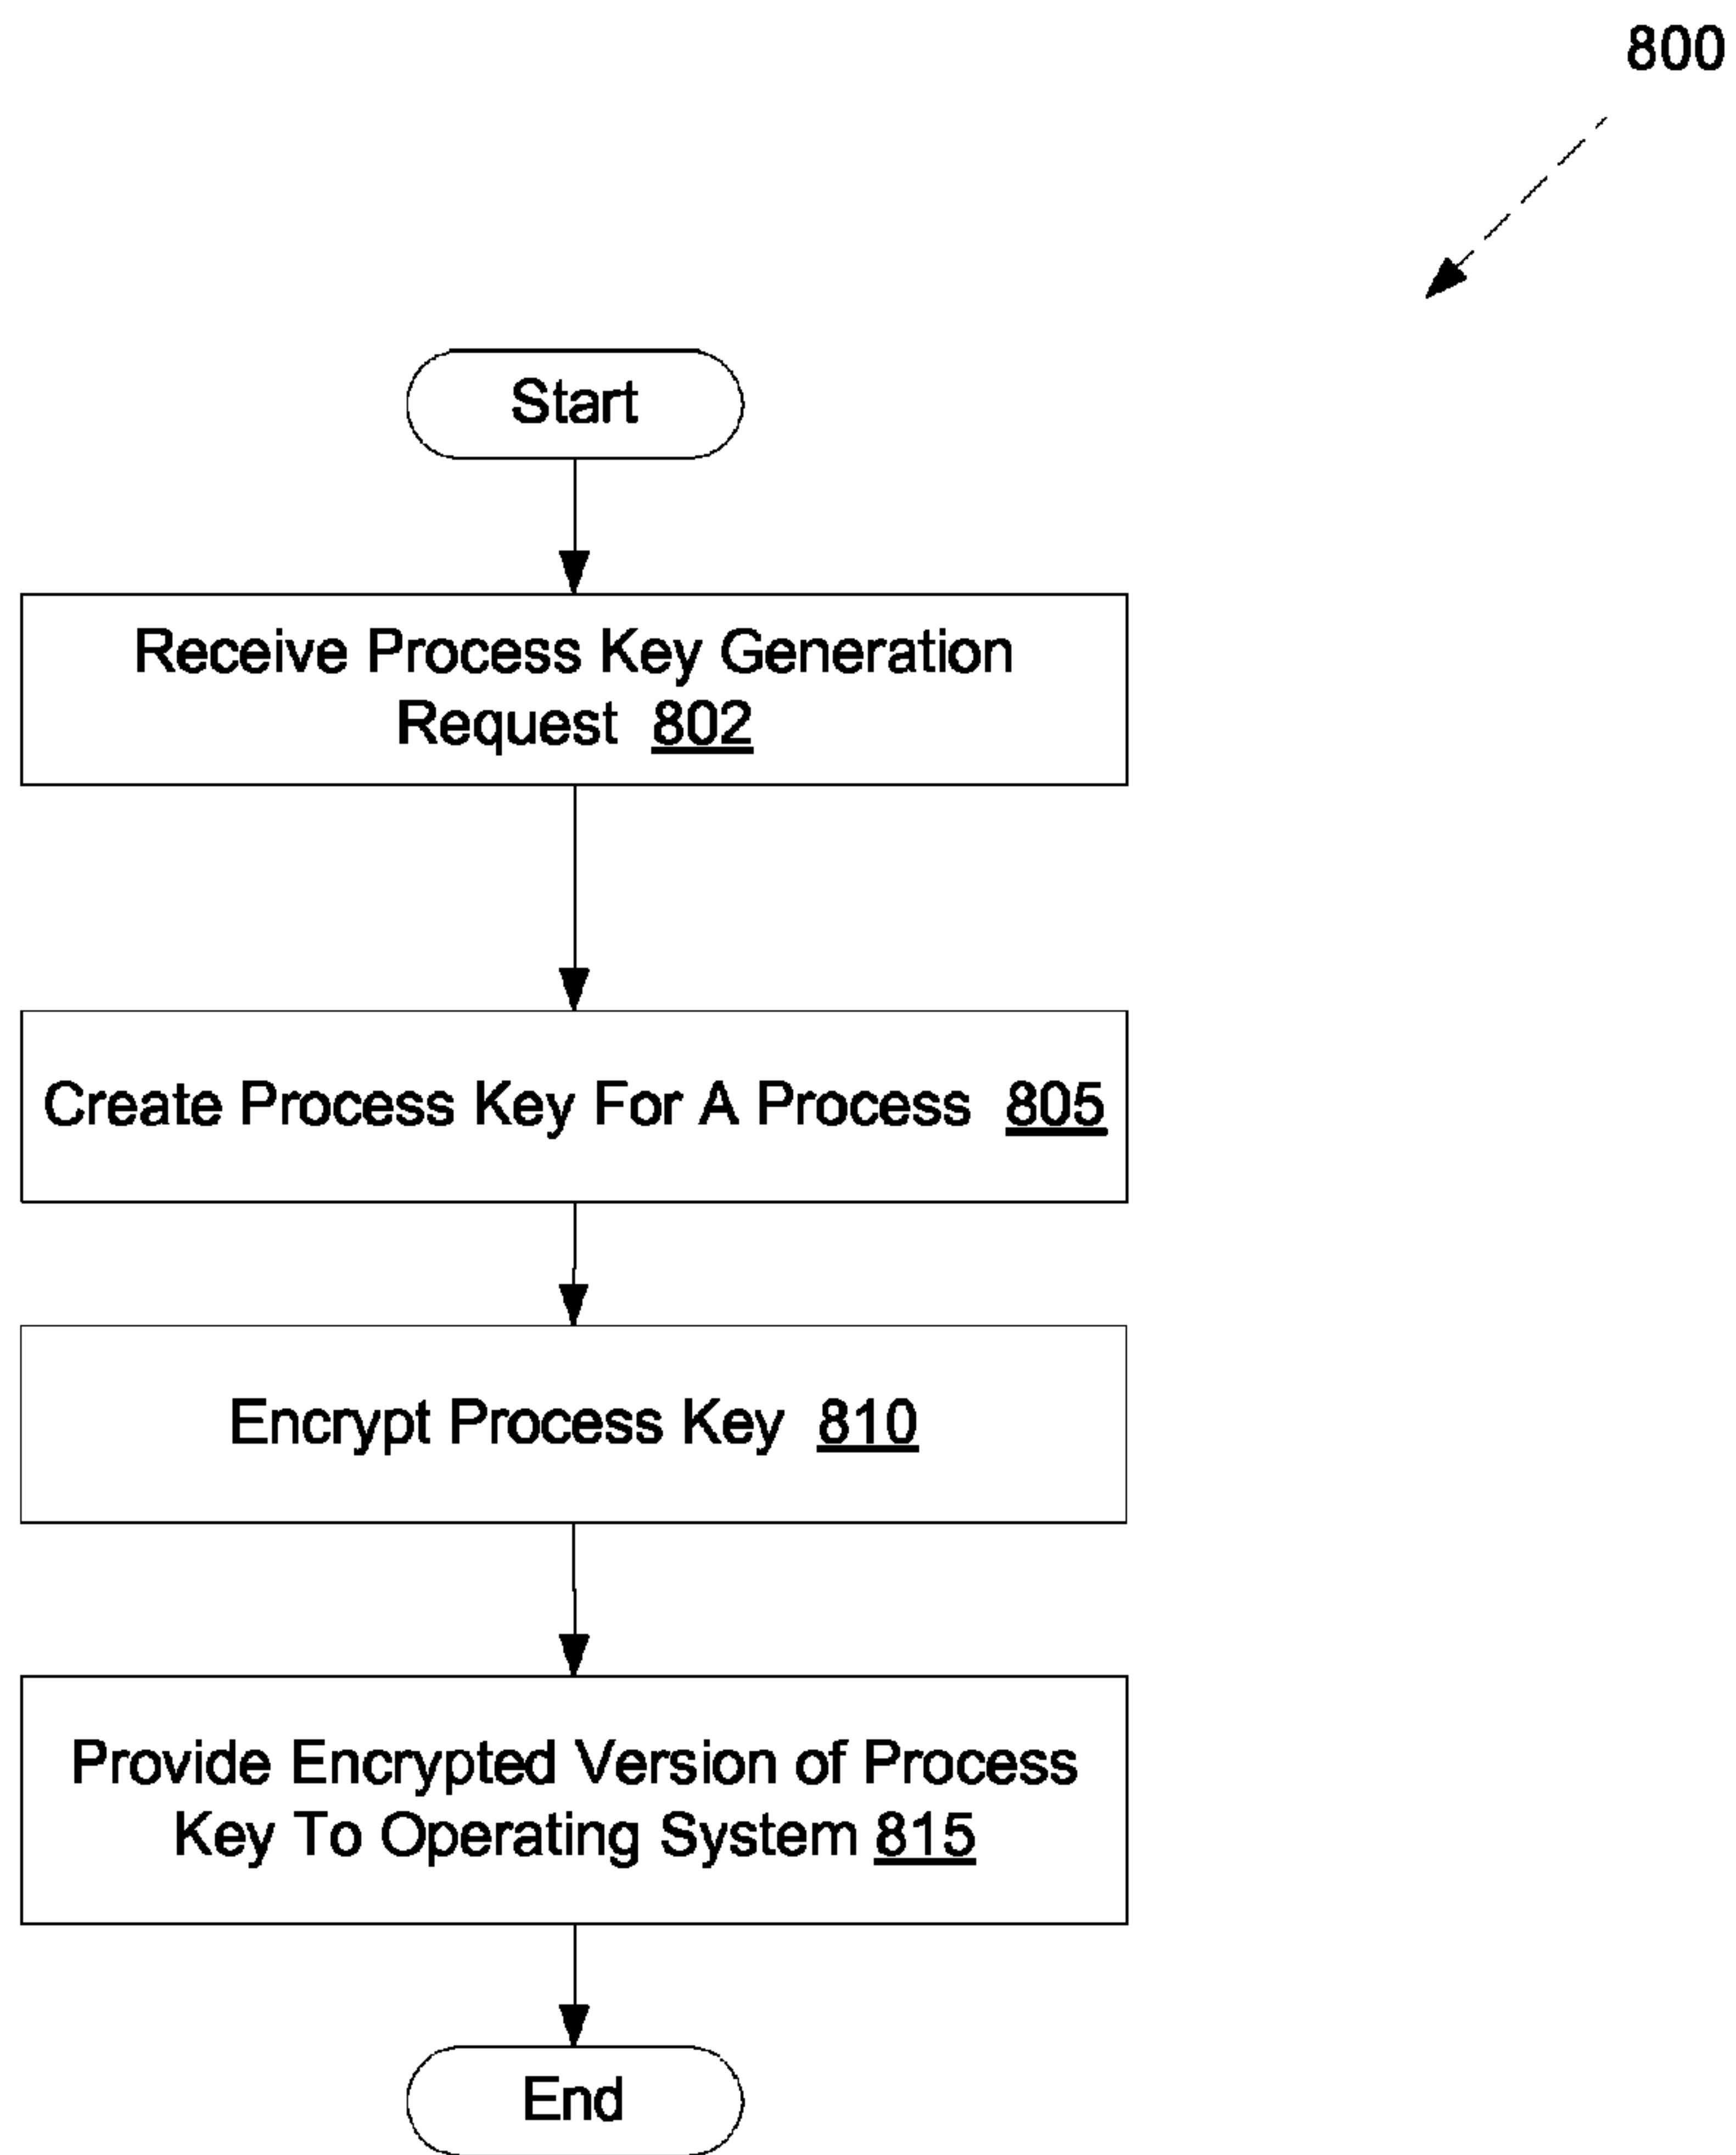 800
Start
Receive Process Key Generation
Request 802
Create Process Key For A Process 805
Encrypt Process Key 810
Provide Encrypted Version of Process
Key To Operating System 815
End